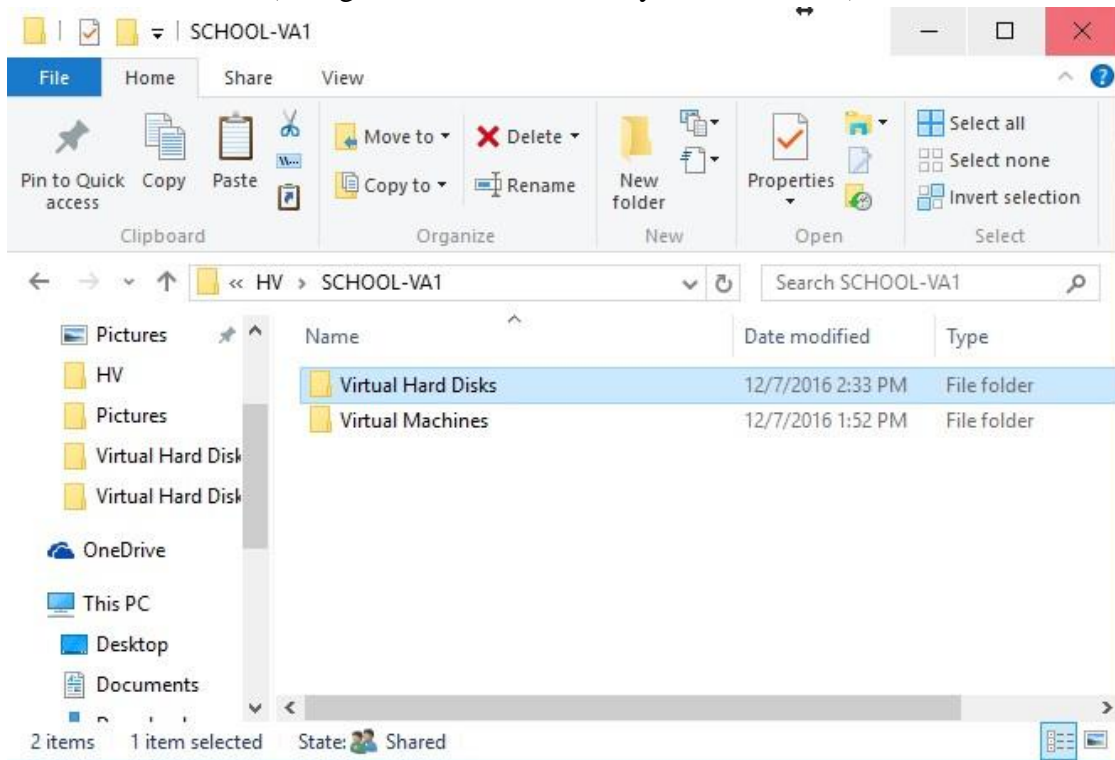 SCHOOL-VA1
File Home Share View
Pin to Quick access
Copy
Paste
Move to
Copy to
Delete
Rename
New folder
Properties
Select all
Select none
Invert selection
Clipboard Organize New Open Select
« HV › SCHOOL-VA1 Search SCHOOL-VA1
Name Date modified Type
Virtual Hard Disks 12/7/2016 2:33 PM File folder
Virtual Machines 12/7/2016 1:52 PM File folder
Pictures
HV
Pictures
Virtual Hard Disk
Virtual Hard Disk
OneDrive
This PC
Desktop
Documents
2 items 1 item selected State: Shared